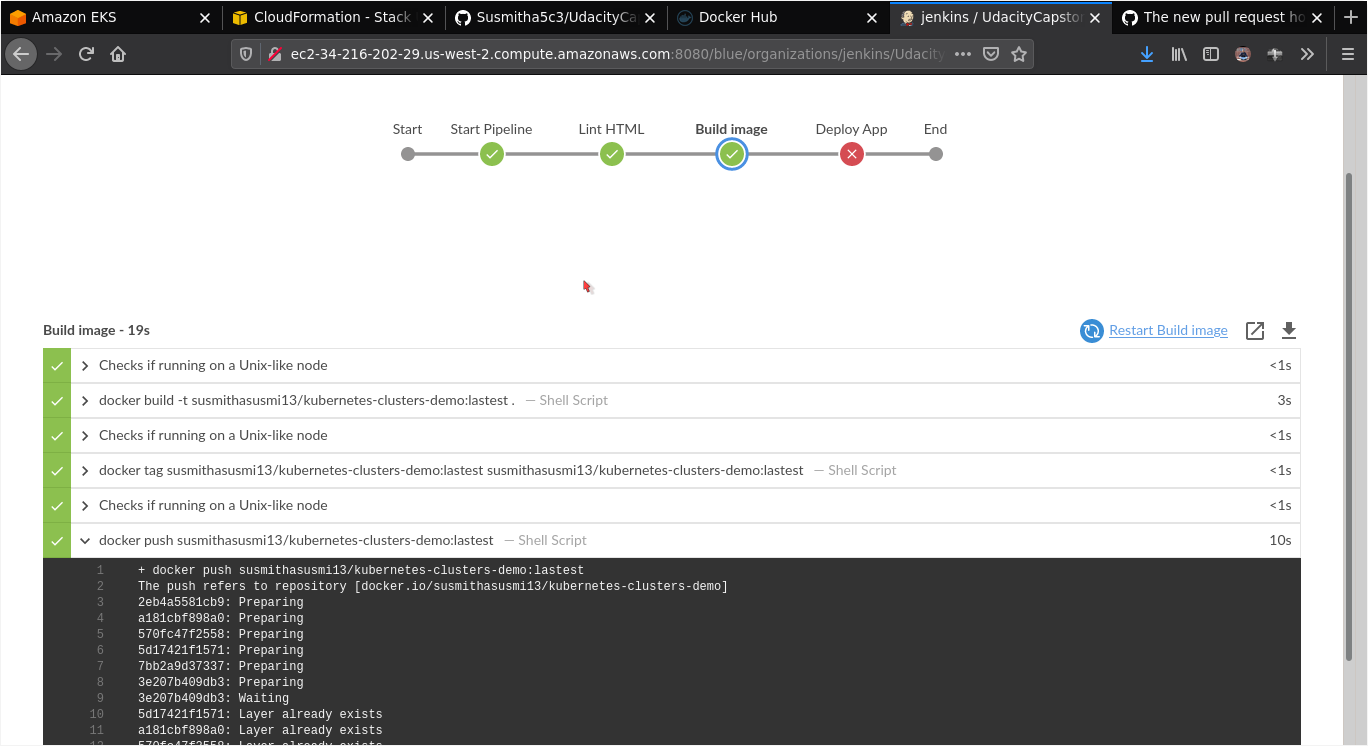 Amazon EKS
CloudFormation - Stack
Susmitha5c3/UdacityCa
Docker Hub
jenkins / UdacityCapsto
The new pull request ho
ec2-34-216-202-29.us-west-2.compute.amazonaws.com:8080/blue/organizations/jenkins/Udacity
Start Start Pipeline Lint HTML Build image Deploy App End
Build image - 19s Restart Build image
Checks if running on a Unix-like node <1s
docker build -t susmithasusmi13/kubernetes-clusters-demo:lastest . — Shell Script 3s
Checks if running on a Unix-like node <1s
docker tag susmithasusmi13/kubernetes-clusters-demo:lastest susmithasusmi13/kubernetes-clusters-demo:lastest — Shell Script <1s
Checks if running on a Unix-like node <1s
docker push susmithasusmi13/kubernetes-clusters-demo:lastest — Shell Script 10s
1 + docker push susmithasusmi13/kubernetes-clusters-demo:lastest
2 The push refers to repository [docker.io/susmithasusmi13/kubernetes-clusters-demo]
3 2eb4a5581cb9: Preparing
4 a181cbf898a0: Preparing
5 570fc47f2558: Preparing
6 5d17421f1571: Preparing
7 7bb2a9d37337: Preparing
8 3e207b409db3: Preparing
9 3e207b409db3: Waiting
10 5d17421f1571: Layer already exists
11 a181cbf898a0: Layer already exists
12 570fc47f2558: Layer already exists